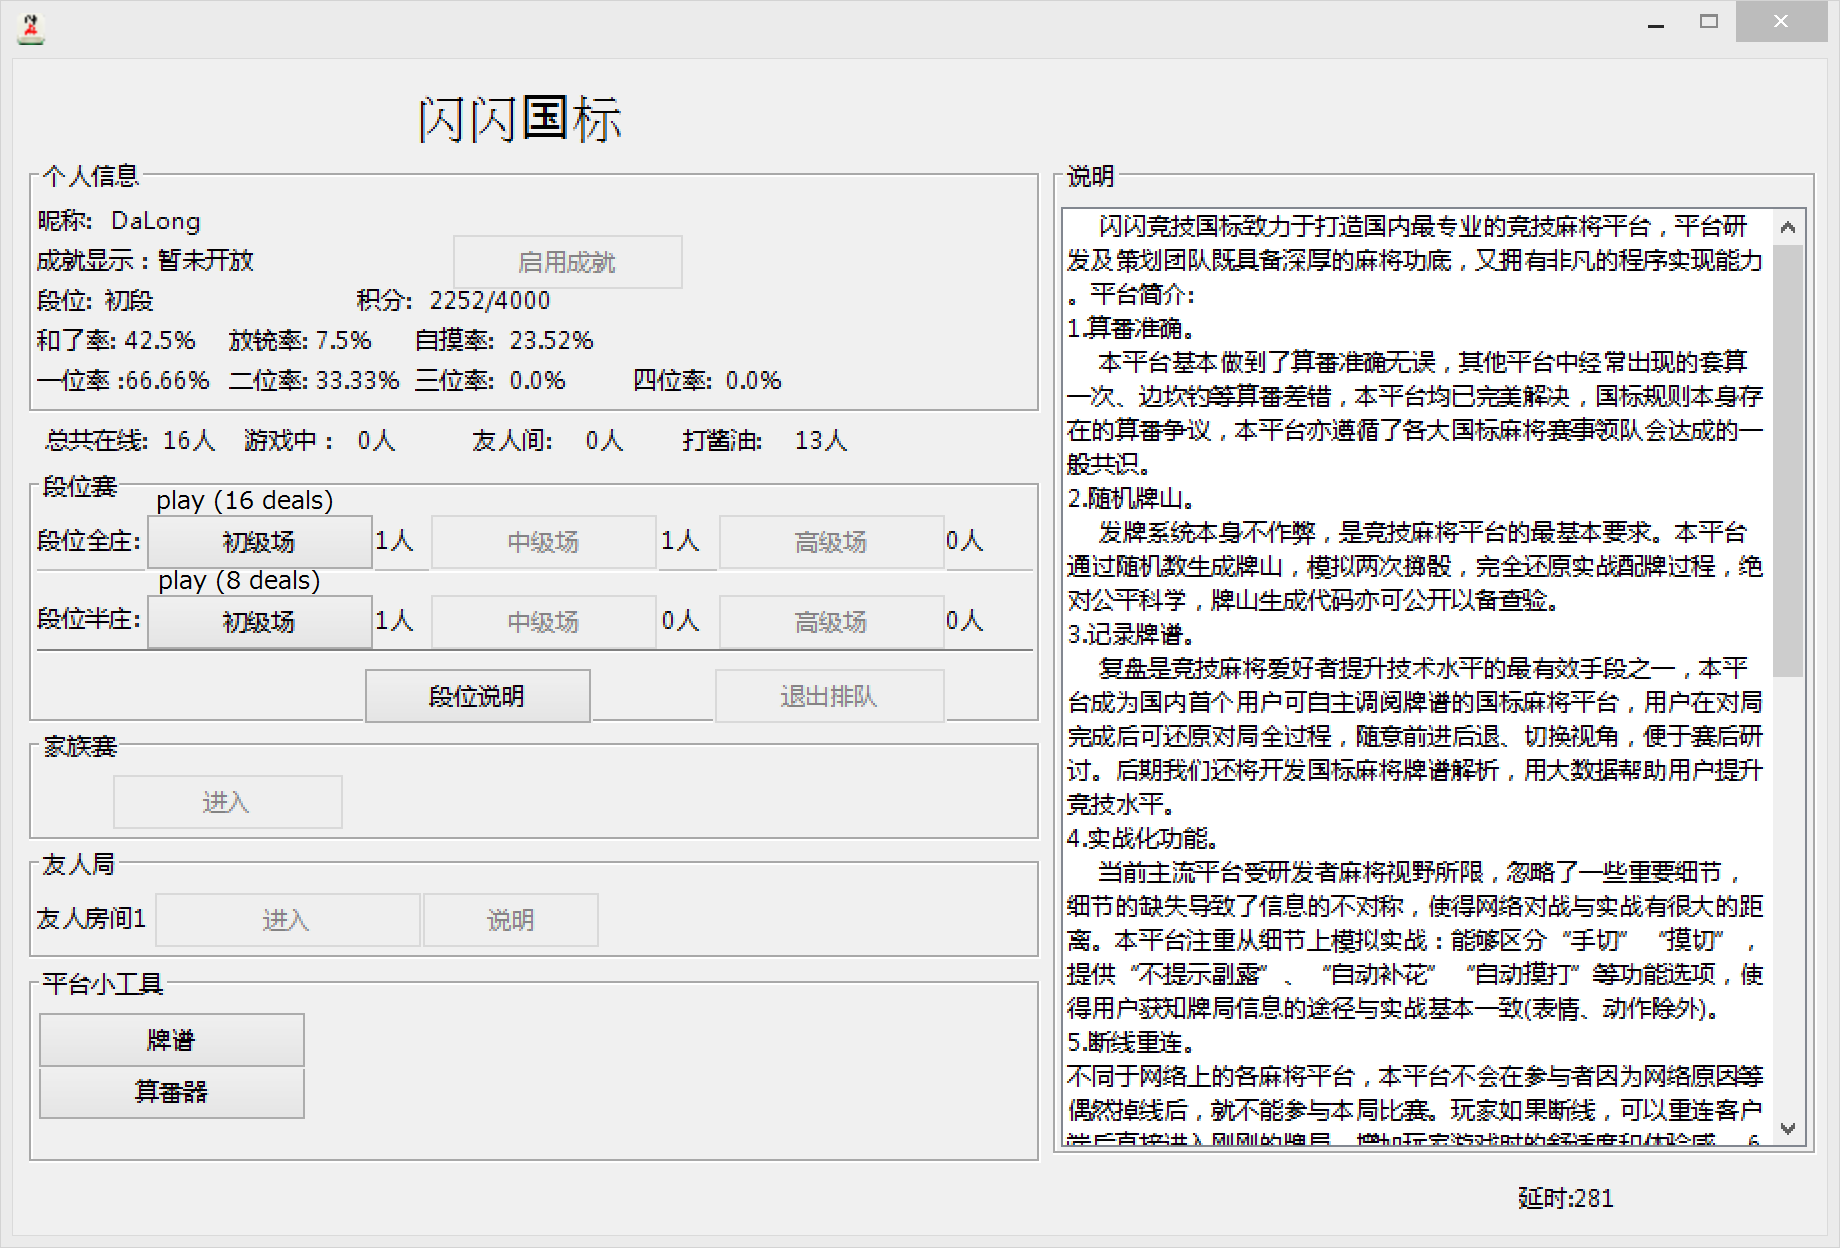 闪闪国标
个人信息
昵称: DaLong
成就显示：暂未开放 启用成就
段位: 初段 积分: 2252/4000
和了率: 42.5% 放铳率: 7.5% 自摸率: 23.52%
一位率 :66.66% 二位率: 33.33% 三位率: 0.0% 四位率: 0.0%
总共在线: 16人 游戏中： 0人 友人间: 0人 打酱油: 13人
段位赛
play (16 deals)
段位全庄: 初级场 1人 中级场 1人 高级场 0人
play (8 deals)
段位半庄: 初级场 1人 中级场 0人 高级场 0人
段位说明 退出排队
家族赛
进入
友人局
友人房间1 进入 说明
平台小工具
牌谱
算番器
说明
闪闪竞技国标致力于打造国内最专业的竞技麻将平台，平台研
发及策划团队既具备深厚的麻将功底，又拥有非凡的程序实现能力
。平台简介:
1.算番准确。
本平台基本做到了算番准确无误，其他平台中经常出现的套算
一次、边坎钓等算番差错，本平台均已完美解决，国标规则本身存
在的算番争议，本平台亦遵循了各大国标麻将赛事领队会达成的一
般共识。
2.随机牌山。
发牌系统本身不作弊，是竞技麻将平台的最基本要求。本平台
通过随机数生成牌山，模拟两次掷骰，完全还原实战配牌过程，绝
对公平科学，牌山生成代码亦可公开以备查验。
3.记录牌谱。
复盘是竞技麻将爱好者提升技术水平的最有效手段之一，本平
台成为国内首个用户可自主调阅牌谱的国标麻将平台，用户在对局
完成后可还原对局全过程，随意前进后退、切换视角，便于赛后研
讨。后期我们还将开发国标麻将牌谱解析，用大数据帮助用户提升
竞技水平。
4.实战化功能。
当前主流平台受研发者麻将视野所限，忽略了一些重要细节，
细节的缺失导致了信息的不对称，使得网络对战与实战有很大的距
离。本平台注重从细节上模拟实战：能够区分“手切”“摸切”，
提供“不提示副露”、“自动补花”“自动摸打”等功能选项，使
得用户获知牌局信息的途径与实战基本一致(表情、动作除外)。
5.断线重连。
不同于网络上的各麻将平台，本平台不会在参与者因为网络原因等
偶然掉线后，就不能参与本局比赛。玩家如果断线，可以重连客户
端后直接进入刚刚的牌局，增加玩家游戏时的舒适度和体验感。 6
延时:281